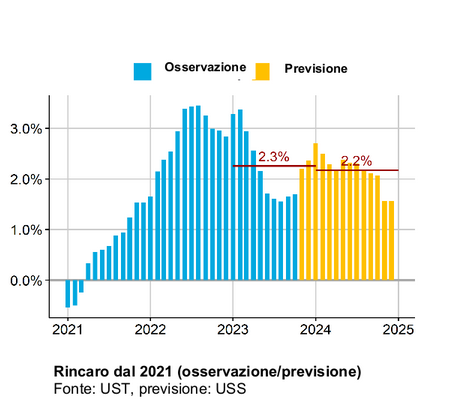 Osservazione
Previsione
3.0%
2.3%
2.2%
2.0%
1.0%
0.0%
2021 2022 2023 2024 2025
Rincaro dal 2021 (osservazione/previsione)
Fonte: UST, previsione: USS